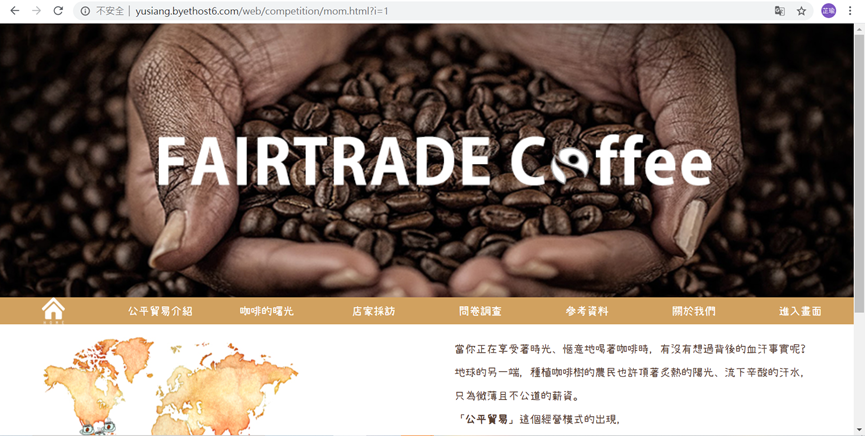 不安全 | yusiang.byethost6.com/web/competition/mom.html?i=1
芷瑜
FAIRTRADE Coffee
公平貿易介紹 咖啡的曙光 店家採訪 問卷調查 參考資料 關於我們 進入畫面
當你正在享受著時光、愜意地喝著咖啡時，有沒有想過背後的血汗事實呢?
地球的另一端，種植咖啡樹的農民也許頂著炙熱的陽光、流下辛酸的汗水，
只為微薄且不公道的薪資。
「公平貿易」這個經營模式的出現，